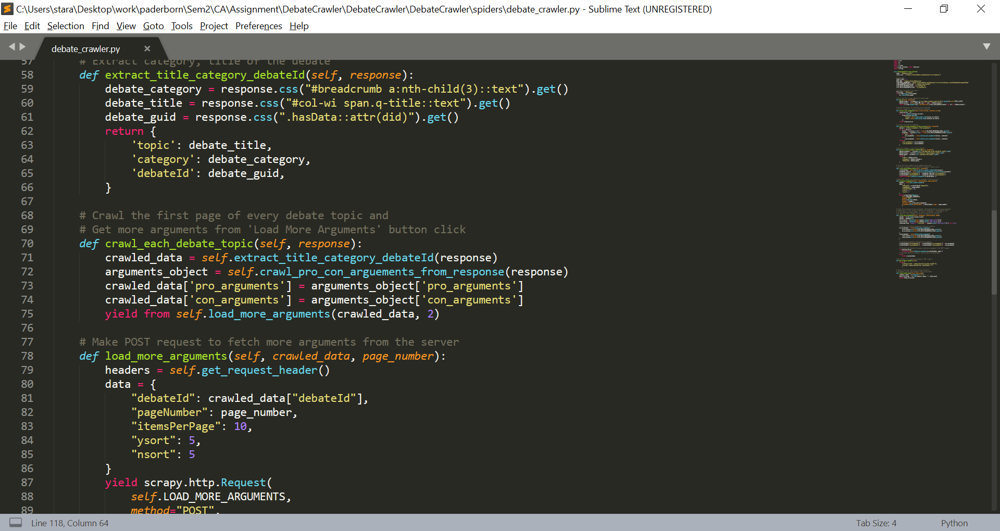 C:\Users\stara\Desktop\work\paderborn\Sem2\CA\Assignment\DebateCrawler\DebateCrawler\DebateCrawler\spiders\debate_crawler.py - Sublime Text (UNREGISTERED)
File Edit Selection Find View Goto Tools Project Preferences Help
debate_crawler.py
57 # Extract category, title of the debate
58 def extract_title_category_debateId(self, response):
59 debate_category = response.css("#breadcrumb a:nth-child(3)::text").get()
60 debate_title = response.css("#col-wi span.q-title::text").get()
61 debate_guid = response.css(".hasData::attr(did)").get()
62 return {
63 'topic': debate_title,
64 'category': debate_category,
65 'debateId': debate_guid,
66 }
67
68 # Crawl the first page of every debate topic and
69 # Get more arguments from 'Load More Arguments' button click
70 def crawl_each_debate_topic(self, response):
71 crawled_data = self.extract_title_category_debateId(response)
72 arguments_object = self.crawl_pro_con_arguements_from_response(response)
73 crawled_data['pro_arguments'] = arguments_object['pro_arguments']
74 crawled_data['con_arguments'] = arguments_object['con_arguments']
75 yield from self.load_more_arguments(crawled_data, 2)
76
77 # Make POST request to fetch more arguments from the server
78 def load_more_arguments(self, crawled_data, page_number):
79 headers = self.get_request_header()
80 data = {
81 "debateId": crawled_data["debateId"],
82 "pageNumber": page_number,
83 "itemsPerPage": 10,
84 "ysort": 5,
85 "nsort": 5
86 }
87 yield scrapy.http.Request(
88 self.LOAD_MORE_ARGUMENTS,
89 method="POST",
Line 118, Column 64
Tab Size: 4
Python